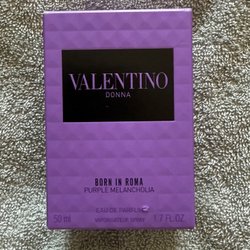 VALENTINO
DONNA
BORN IN ROMA
PURPLE MELANCHOLIA
EAU DE PARFUM
VAPORISATEUR SPRAY
50 ml 1.7 FL.OZ.